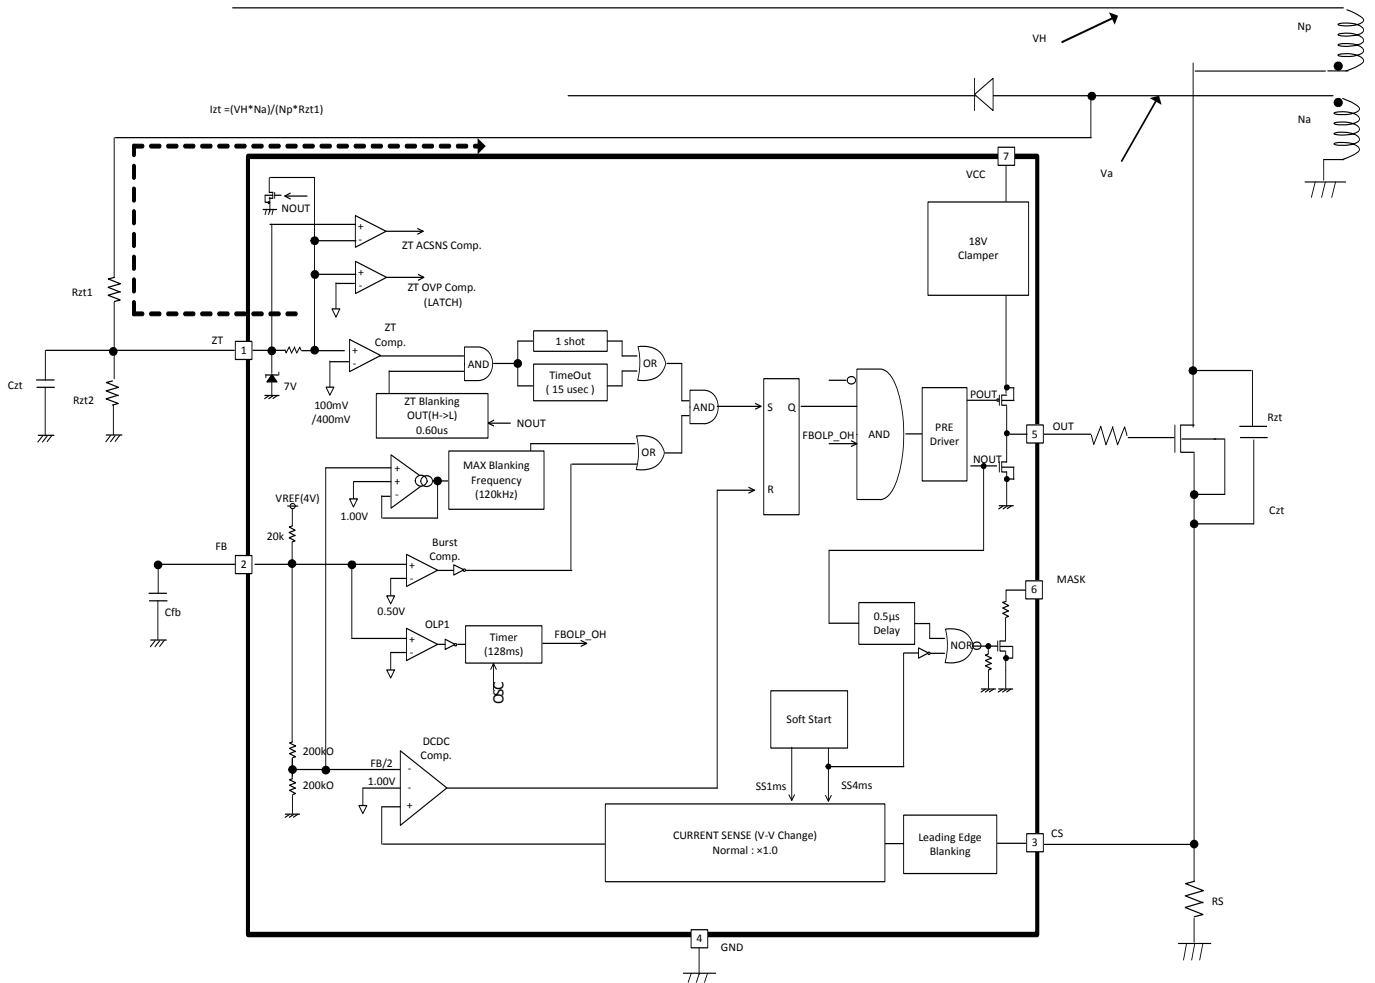 Np
VH
Izt =(VH*Na)/(Np*Rzt1)
Na
7
VCC
Va
NOUT
+
-
ZT ACSNS Comp.
18V
Clamper
+
-
ZT OVP Comp.
(LATCH)
Rzt1
ZT
1
ZT
Comp.
+
-
1 shot
AND
OR
TimeOut
( 15 usec )
Czt
Rzt2
7V
100mV
/400mV
ZT Blanking
OUT(H->L)
0.60us
NOUT
AND
S
Q
R
FBOLP_OH
AND
PRE
Driver
POUT
NOUT
5
OUT
Rzt
Czt
OR
+
+
-
1.00V
MAX Blanking
Frequency
(120kHz)
VREF(4V)
20k
FB
2
Cfb
Burst
Comp.
+
-
0.50V
OLP1
+
-
Timer
(128ms)
FBOLP_OH
OSC
6
MASK
0.5μs
Delay
NOR
Soft Start
SS1ms
SS4ms
200kO
200kO
FB/2
1.00V
DCDC
Comp.
-
-
+
CURRENT SENSE (V-V Change)
Normal : ×1.0
Leading Edge
Blanking
3
CS
RS
4
GND